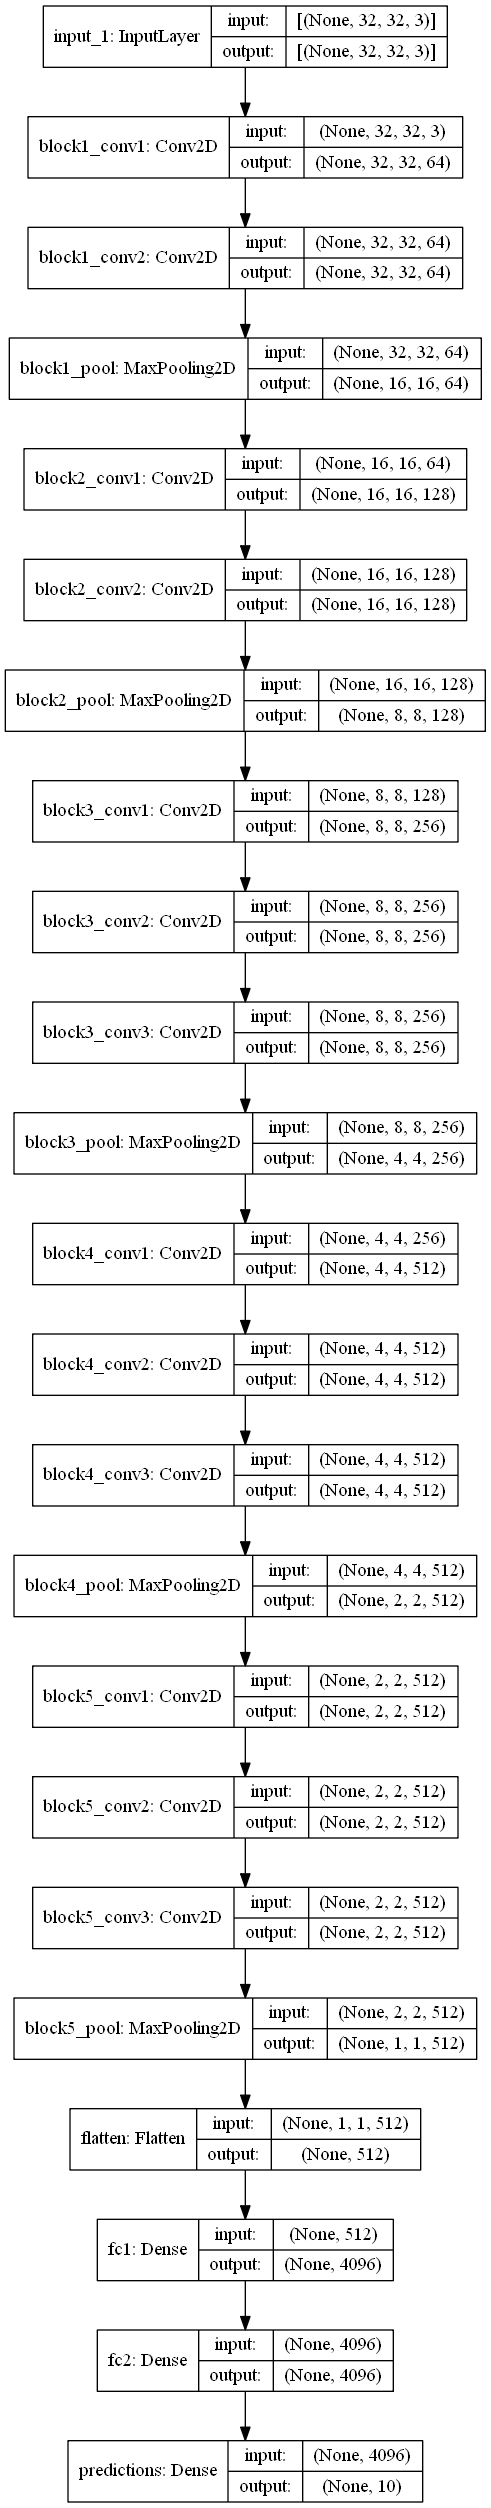 input_1: InputLayer input: [(None, 32, 32, 3)]
output: [(None, 32, 32, 3)]
block1_conv1: Conv2D input: (None, 32, 32, 3)
output: (None, 32, 32, 64)
block1_conv2: Conv2D input: (None, 32, 32, 64)
output: (None, 32, 32, 64)
block1_pool: MaxPooling2D input: (None, 32, 32, 64)
output: (None, 16, 16, 64)
block2_conv1: Conv2D input: (None, 16, 16, 64)
output: (None, 16, 16, 128)
block2_conv2: Conv2D input: (None, 16, 16, 128)
output: (None, 16, 16, 128)
block2_pool: MaxPooling2D input: (None, 16, 16, 128)
output: (None, 8, 8, 128)
block3_conv1: Conv2D input: (None, 8, 8, 128)
output: (None, 8, 8, 256)
block3_conv2: Conv2D input: (None, 8, 8, 256)
output: (None, 8, 8, 256)
block3_conv3: Conv2D input: (None, 8, 8, 256)
output: (None, 8, 8, 256)
block3_pool: MaxPooling2D input: (None, 8, 8, 256)
output: (None, 4, 4, 256)
block4_conv1: Conv2D input: (None, 4, 4, 256)
output: (None, 4, 4, 512)
block4_conv2: Conv2D input: (None, 4, 4, 512)
output: (None, 4, 4, 512)
block4_conv3: Conv2D input: (None, 4, 4, 512)
output: (None, 4, 4, 512)
block4_pool: MaxPooling2D input: (None, 4, 4, 512)
output: (None, 2, 2, 512)
block5_conv1: Conv2D input: (None, 2, 2, 512)
output: (None, 2, 2, 512)
block5_conv2: Conv2D input: (None, 2, 2, 512)
output: (None, 2, 2, 512)
block5_conv3: Conv2D input: (None, 2, 2, 512)
output: (None, 2, 2, 512)
block5_pool: MaxPooling2D input: (None, 2, 2, 512)
output: (None, 1, 1, 512)
flatten: Flatten input: (None, 1, 1, 512)
output: (None, 512)
fc1: Dense input: (None, 512)
output: (None, 4096)
fc2: Dense input: (None, 4096)
output: (None, 4096)
predictions: Dense input: (None, 4096)
output: (None, 10)